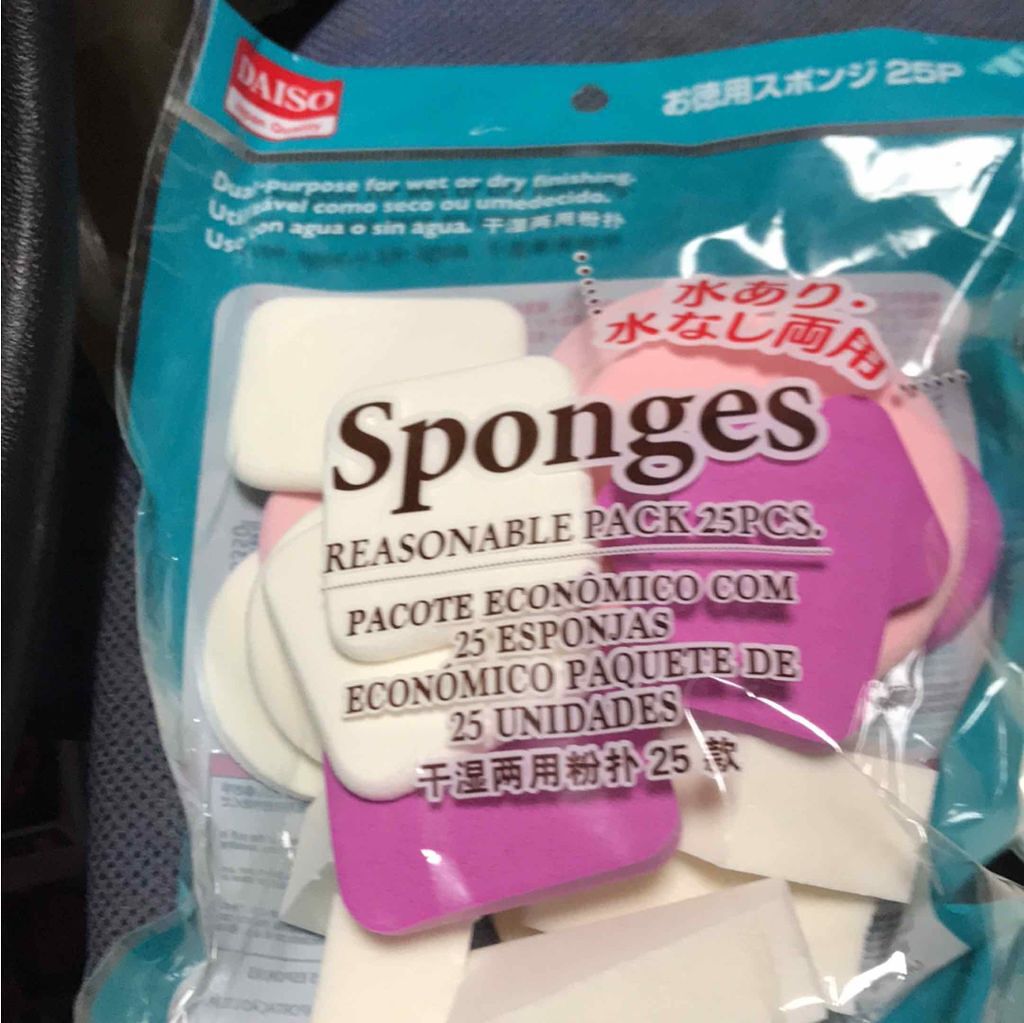 DAISO
Japan Quality
お徳用スポンジ 25P
Dual-purpose for wet or dry finishing.
Utilizável como seco ou umedecido.
Uso con agua o sin agua. 干湿两用粉扑
水あり・
水なし両用
Sponges
REASONABLE PACK 25PCS.
PACOTE ECONÔMICO COM
25 ESPONJAS
ECONÓMICO PAQUETE DE
25 UNIDADES
干湿两用粉扑 25 款